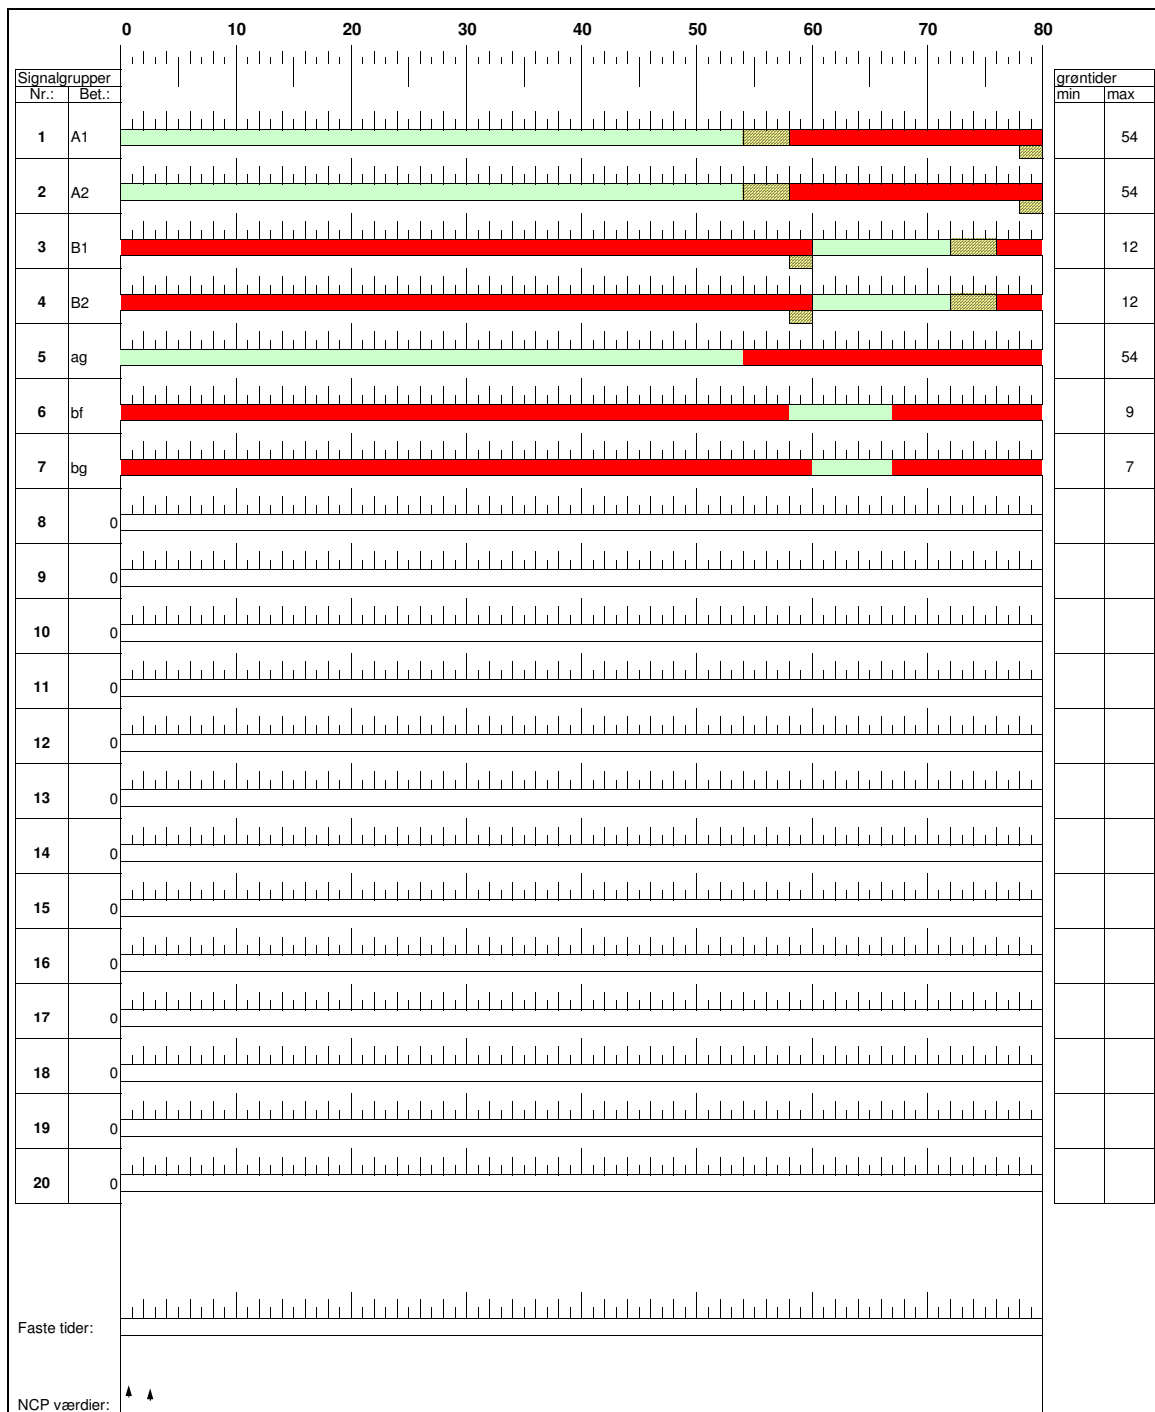 0 10 20 30 40 50 60 70 80
Signalgrupper grøntider
Nr.: Bet.: min max
1 A1 54
2 A2 54
3 B1 12
4 B2 12
5 ag 54
6 bf 9
7 bg 7
8 0
9 0
10 0
11 0
12 0
13 0
14 0
15 0
16 0
17 0
18 0
19 0
20 0
Faste tider:
NCP værdier: